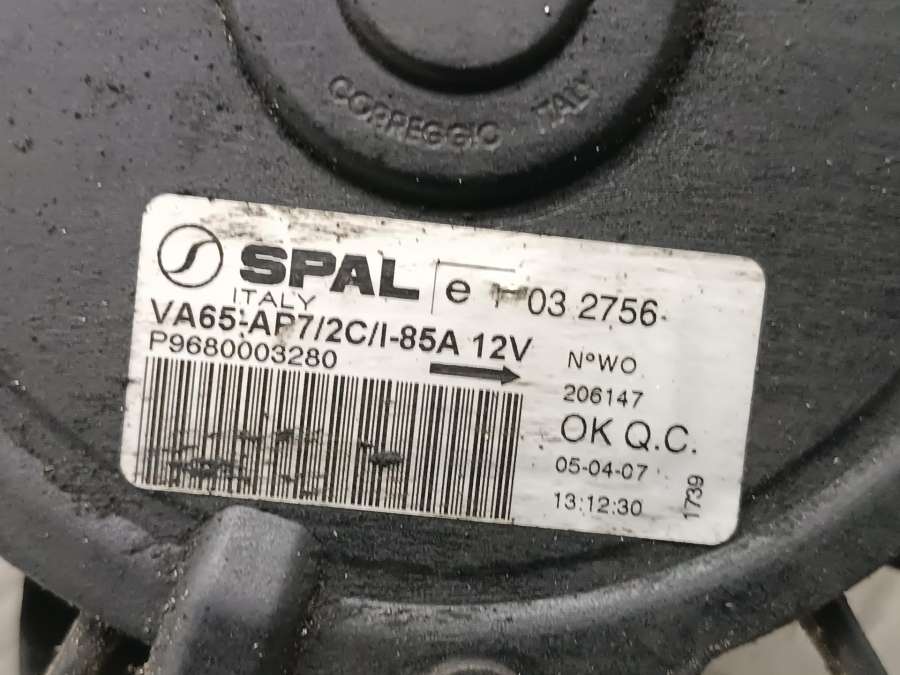 CORREGGIO ITALY
SPAL
ITALY
e 03 2756
VA65-AP7/2C/I-85A 12V
P9680003280
N°WO
206147
OK Q.C.
05-04-07
13:12:30
1739